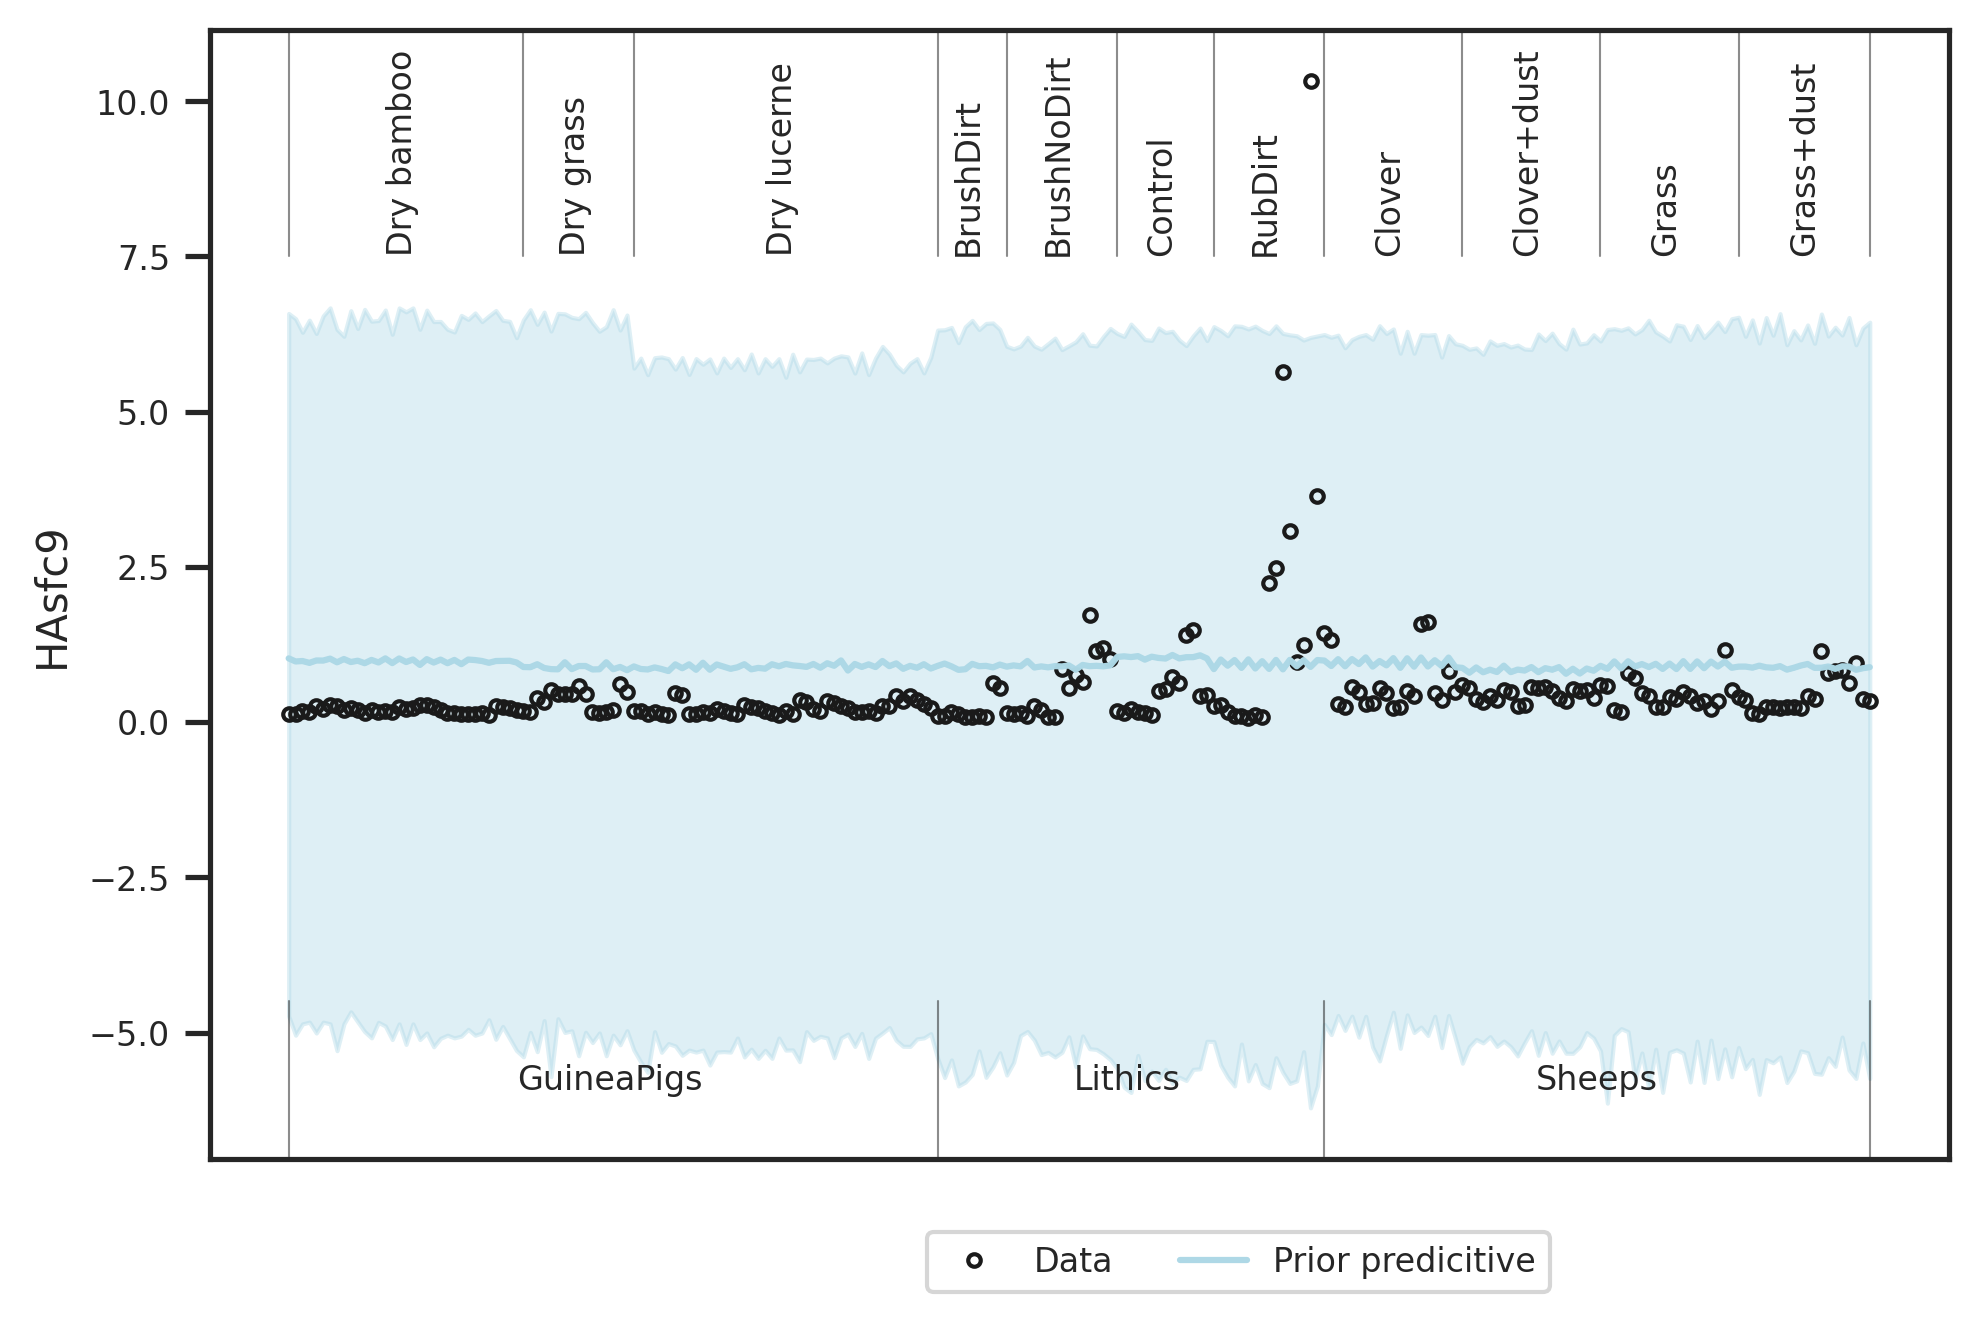 10.0
7.5
5.0
2.5
0.0
−2.5
−5.0
HAsfc9
Dry bamboo
Dry grass
Dry lucerne
BrushDirt
BrushNoDirt
Control
RubDirt
Clover
Clover+dust
Grass
Grass+dust
GuineaPigs
Lithics
Sheeps
Data
Prior predicitive